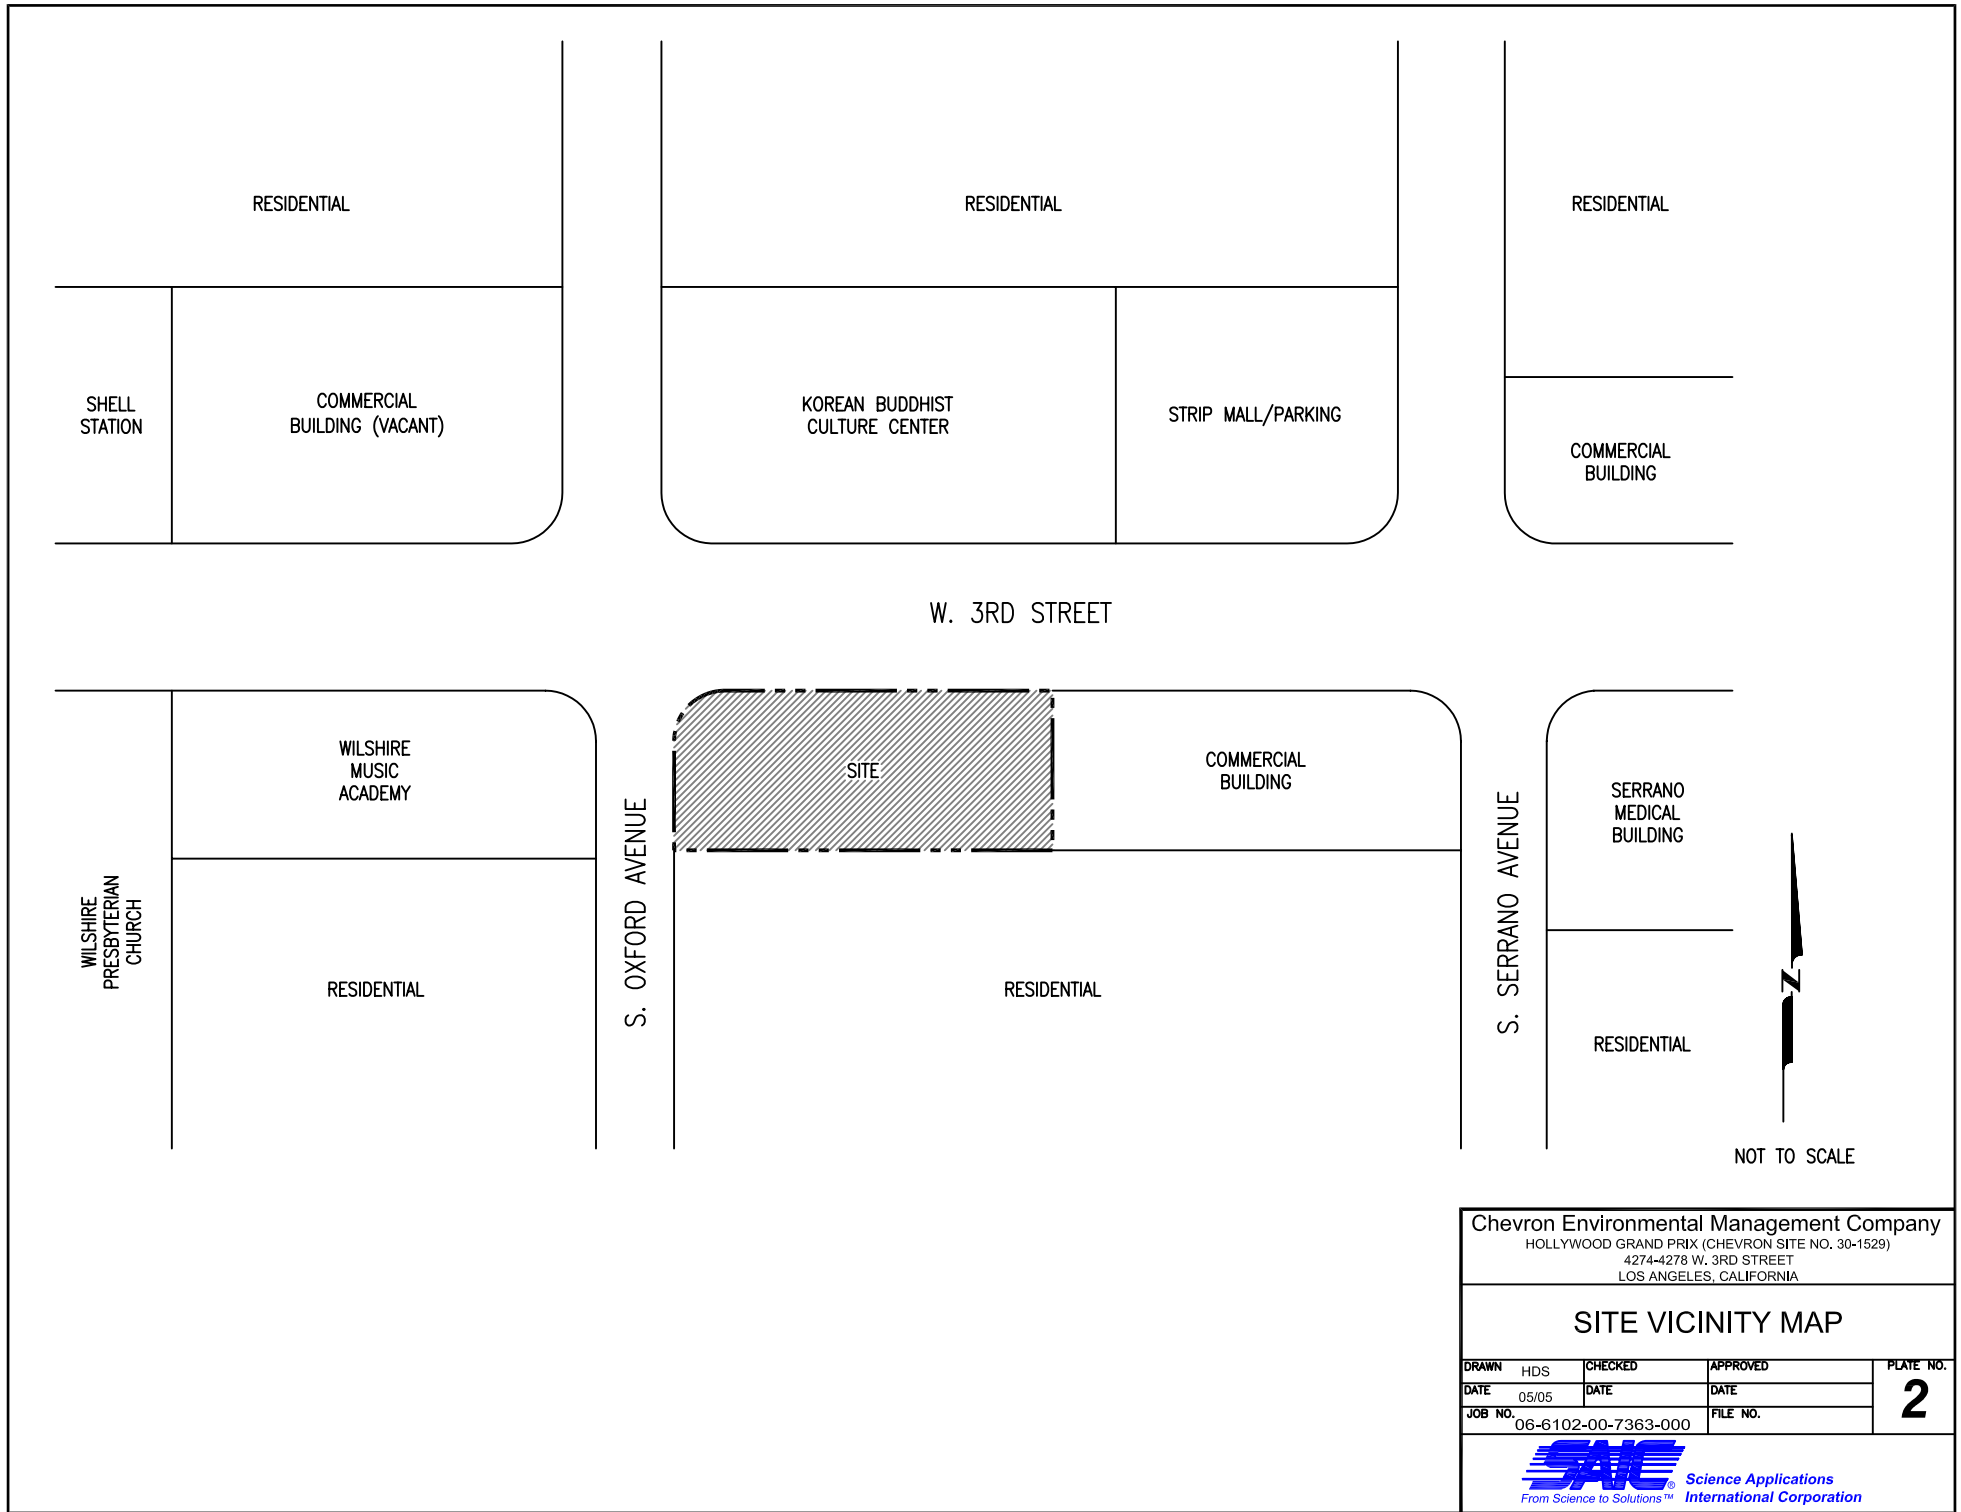 RESIDENTIAL
RESIDENTIAL
RESIDENTIAL
SHELL
STATION
COMMERCIAL
BUILDING (VACANT)
KOREAN BUDDHIST
CULTURE CENTER
STRIP MALL/PARKING
COMMERCIAL
BUILDING
W. 3RD STREET
WILSHIRE
MUSIC
ACADEMY
SITE
COMMERCIAL
BUILDING
SERRANO
MEDICAL
BUILDING
WILSHIRE
PRESBYTERIAN
CHURCH
RESIDENTIAL
S. OXFORD AVENUE
RESIDENTIAL
S. SERRANO AVENUE
RESIDENTIAL
N
NOT TO SCALE
Chevron Environmental Management Company
HOLLYWOOD GRAND PRIX (CHEVRON SITE NO. 30-1529)
4274-4278 W. 3RD STREET
LOS ANGELES, CALIFORNIA
SITE VICINITY MAP
DRAWN HDS CHECKED APPROVED PLATE NO.
DATE 05/05 DATE DATE 2
JOB NO. 06-6102-00-7363-000 FILE NO.
SAIC®
From Science to Solutions™
Science Applications
International Corporation